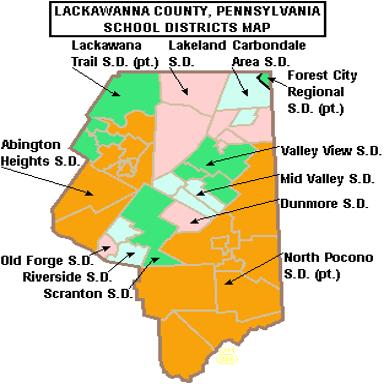 LACKAWANNA COUNTY, PENNSYLVANIA
SCHOOL DISTRICTS MAP
Lackawana
Trail S.D. (pt.)
Lakeland
S.D.
Carbondale
Area S.D.
Forest City
Regional
S.D. (pt.)
Abington
Heights S.D.
Valley View S.D.
Mid Valley S.D.
Dunmore S.D.
North Pocono
S.D. (pt.)
Old Forge S.D.
Riverside S.D.
Scranton S.D.